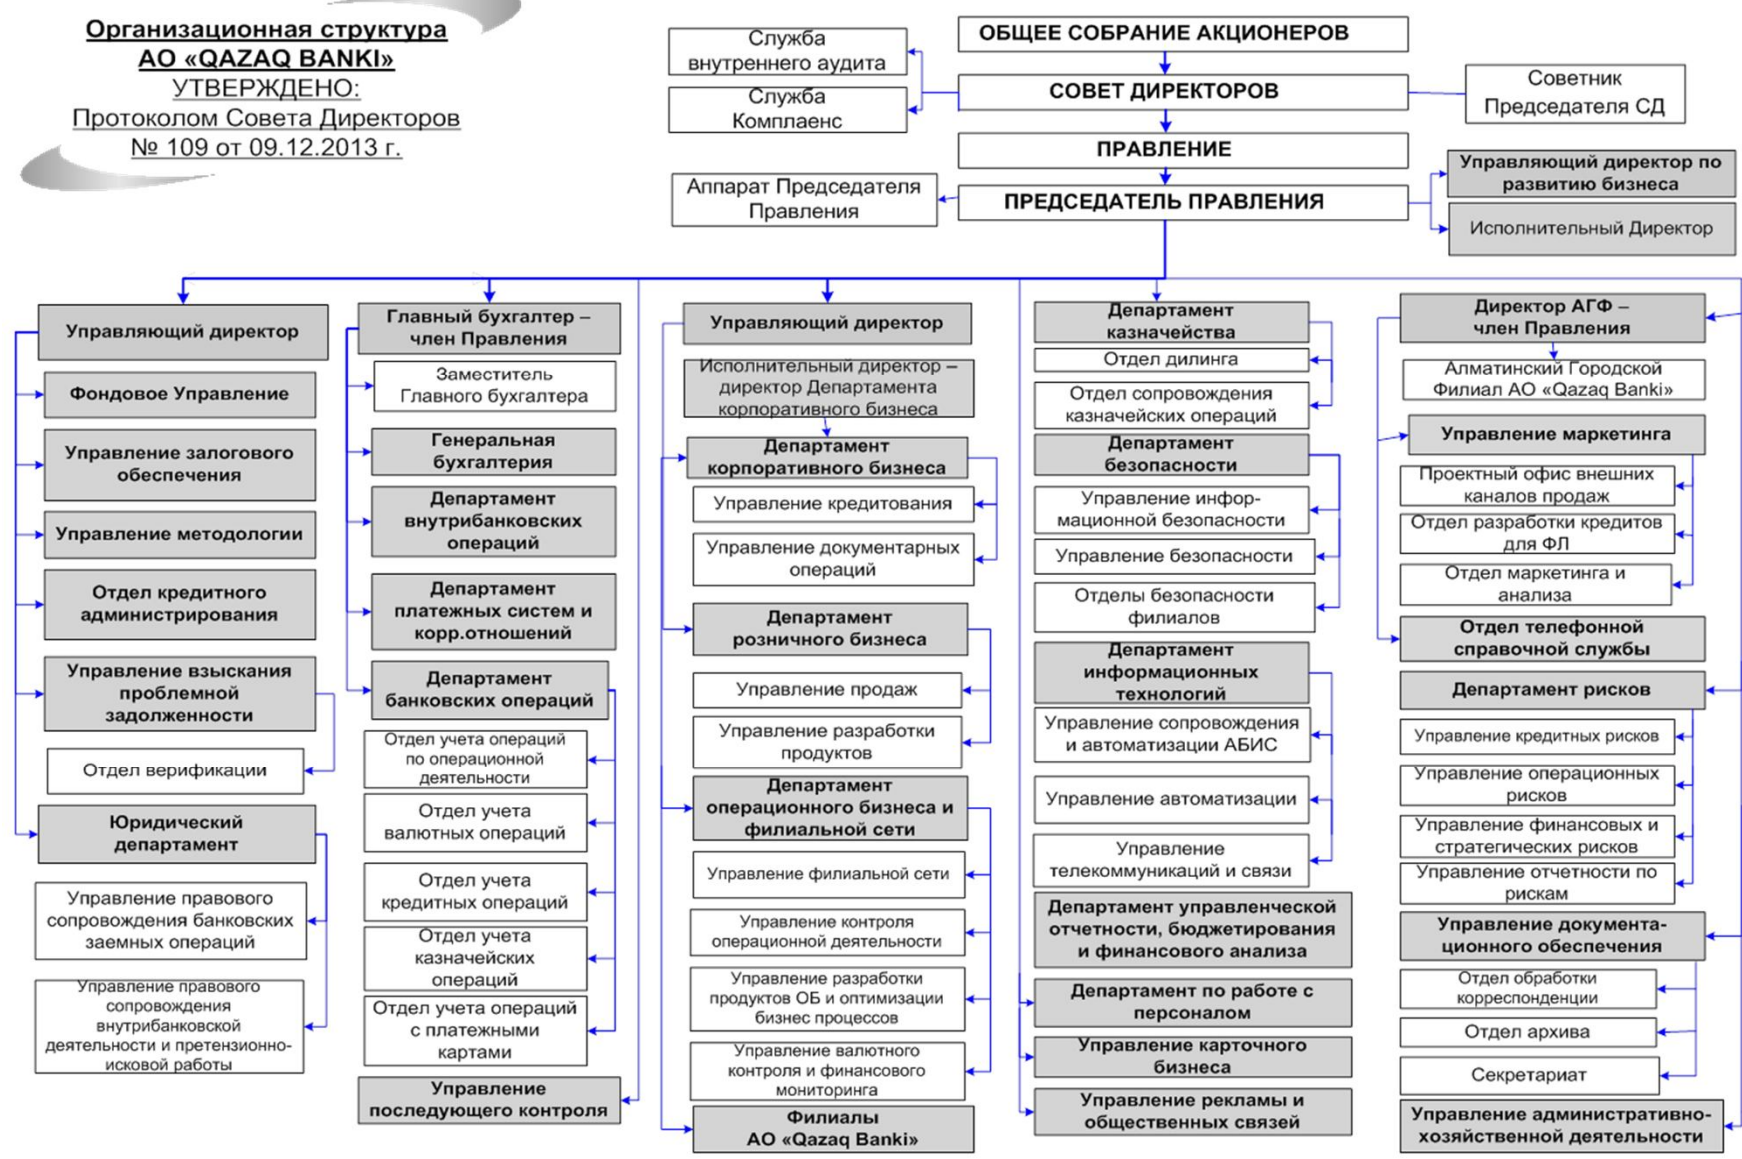 Организационная структура
АО «QAZAQ BANKI»
УТВЕРЖДЕНО:
Протоколом Совета Директоров
№ 109 от 09.12.2013 г.
ОБЩЕЕ СОБРАНИЕ АКЦИОНЕРОВ
Служба
внутреннего аудита
СОВЕТ ДИРЕКТОРОВ
Советник
Председателя СД
Служба
Комплаенс
ПРАВЛЕНИЕ
Управляющий директор по
развитию бизнеса
Аппарат Председателя
Правления
ПРЕДСЕДАТЕЛЬ ПРАВЛЕНИЯ
Исполнительный Директор
Управляющий директор
Фондовое Управление
Управление залогового
обеспечения
Управление методологии
Отдел кредитного
администрирования
Управление взыскания
проблемной
задолженности
Отдел верификации
Юридический
департамент
Управление правового
сопровождения банковских
заемных операций
Управление правового
сопровождения
внутрибанковской
деятельности и претензионно-
исковой работы
Главный бухгалтер –
член Правления
Заместитель
Главного бухгалтера
Генеральная
бухгалтерия
Департамент
внутрибанковских
операций
Департамент
платежных систем и
корр.отношений
Департамент
банковских операций
Отдел учета операций
по операционной
деятельности
Отдел учета
валютных операций
Отдел учета
кредитных операций
Отдел учета
казначейских
операций
Отдел учета операций
с платежными
картами
Управление
последующего контроля
Управляющий директор
Исполнительный директор –
директор Департамента
корпоративного бизнеса
Департамент
корпоративного бизнеса
Управление кредитования
Управление документарных
операций
Департамент
розничного бизнеса
Управление продаж
Управление разработки
продуктов
Департамент
операционного бизнеса и
филиальной сети
Управление филиальной сети
Управление контроля
операционной деятельности
Управление разработки
продуктов ОБ и оптимизации
бизнес процессов
Управление валютного
контроля и финансового
мониторинга
Филиалы
АО «Qazaq Banki»
Департамент
казначейства
Отдел дилинга
Отдел сопровождения
казначейских операций
Департамент
безопасности
Управление инфор-
мационной безопасности
Управление безопасности
Отделы безопасности
филиалов
Департамент
информационных
технологий
Управление сопровождения
и автоматизации АБИС
Управление автоматизации
Управление
телекоммуникаций и связи
Департамент управленческой
отчетности, бюджетирования
и финансового анализа
Департамент по работе с
персоналом
Управление карточного
бизнеса
Управление рекламы и
общественных связей
Директор АГФ –
член Правления
Алматинский Городской
Филиал АО «Qazaq Banki»
Управление маркетинга
Проектный офис внешних
каналов продаж
Отдел разработки кредитов
для ФЛ
Отдел маркетинга и
анализа
Отдел телефонной
справочной службы
Департамент рисков
Управление кредитных рисков
Управление операционных
рисков
Управление финансовых и
стратегических рисков
Управление отчетности по
рискам
Управление документа-
ционного обеспечения
Отдел обработки
корреспонденции
Отдел архива
Секретариат
Управление административно-
хозяйственной деятельности